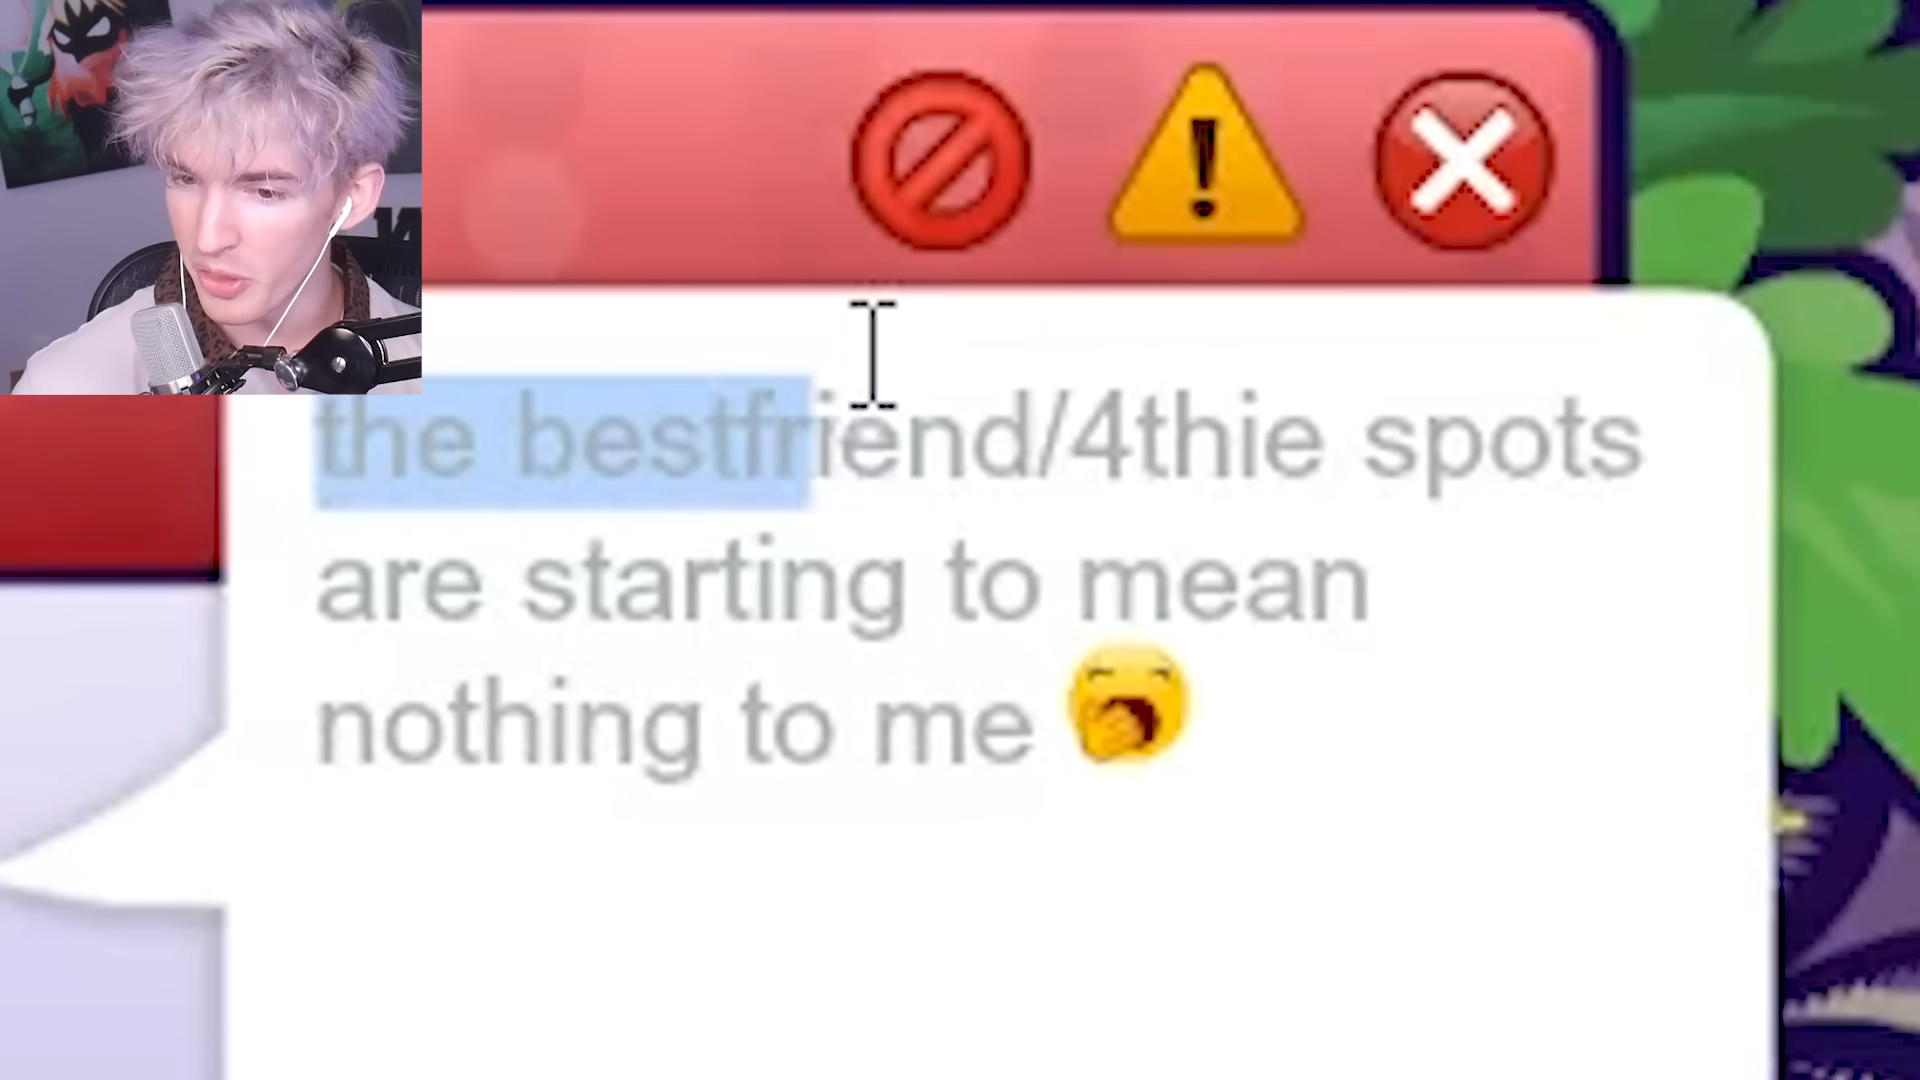 the bestfriend/4thie spots
are starting to mean
nothing to me 🥱